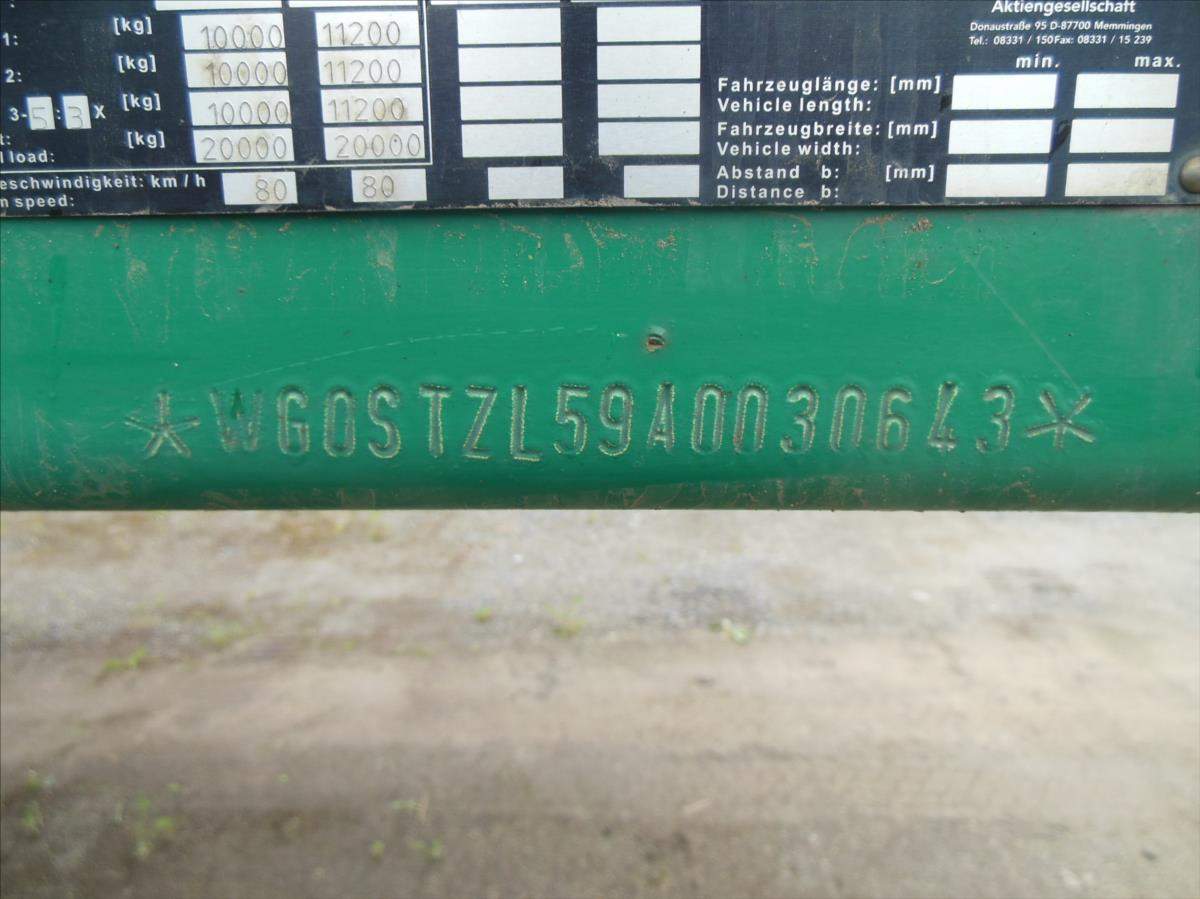 Aktiengesellschaft
Donaustraße 95 D-87700 Memmingen
Tel.: 08331 / 150Fax: 08331 / 15 239
1: [kg] 10000 11200
2: [kg] 10000 11200
3-5:3X [kg] 10000 11200
t: [kg] 20000 20000
l load:
eschwindigkeit: km/h 80 80
n speed:
min. max.
Fahrzeuglänge: [mm]
Vehicle length:
Fahrzeugbreite: [mm]
Vehicle width:
Abstand b: [mm]
Distance b:
*WG0STZL59A0030643*